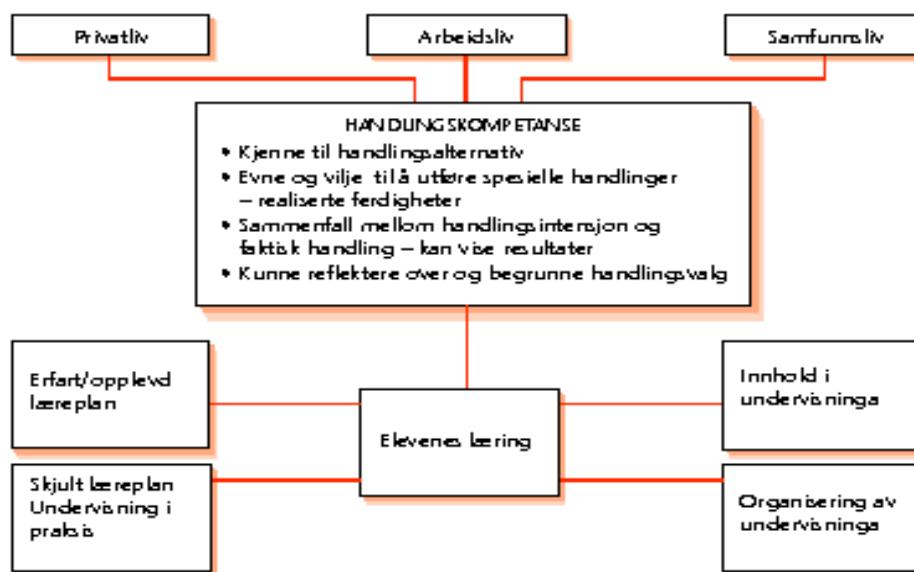 Privatliv
Arbeidsliv
Samfunnsliv
HANDLINGSKOMPETANSE
• Kjenne til handlingsalternativ
• Evne og vilje til å utføre spesielle handlinger
– realiserte ferdigheter
• Sammenfall mellom handlingsintensjon og
faktisk handling – kan vise resultater
• Kunne reflektere over og begrunne handlingsvalg
Erfart/opplevd
læreplan
Innhold i
undervisninga
Elevenes læring
Skjult læreplan
Undervisning i
praksis
Organisering av
undervisninga